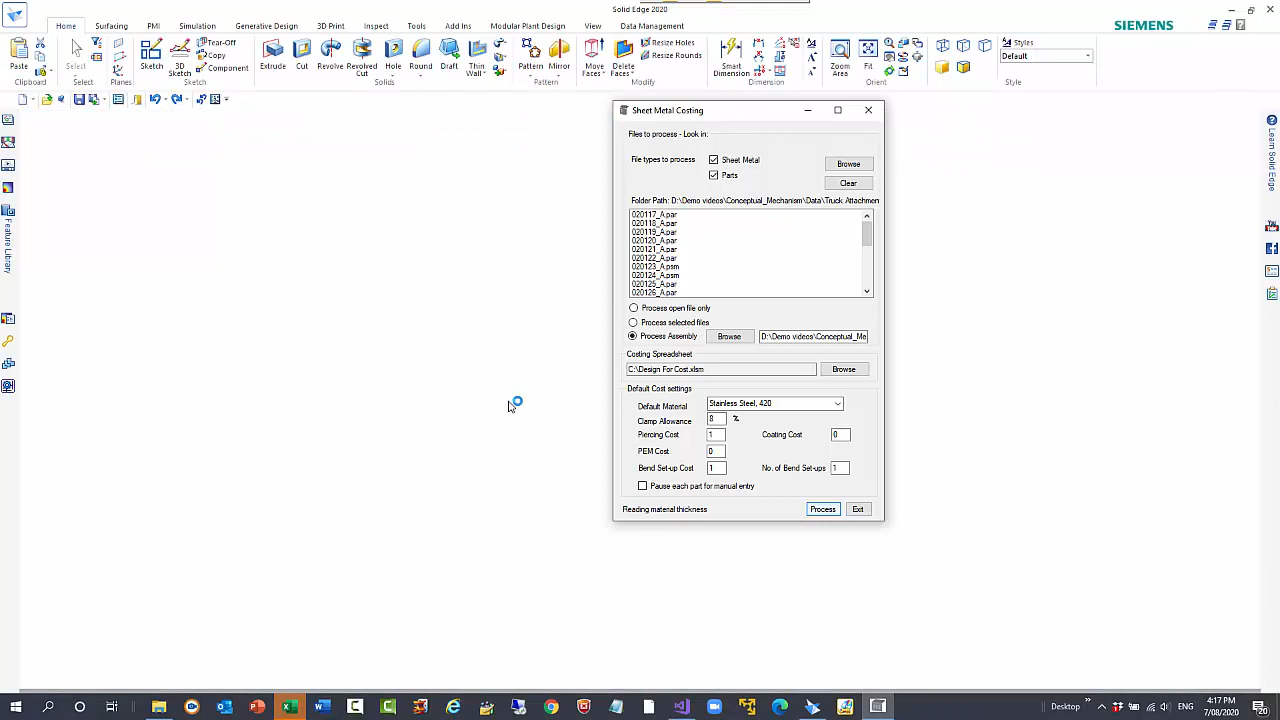 Solid Edge 2020
Home Surfacing PMI Simulation Generative Design 3D Print Inspect Tools Add Ins Modular Plant Design View Data Management
SIEMENS
Paste Select Sketch 3D Sketch Tear-Off Copy Component Extrude Cut Revolve Revolved Cut Hole Round Draft Thin Wall Pattern Mirror Move Faces Delete Faces Resize Holes Resize Rounds Smart Dimension Zoom Area Fit Styles Default
Clipboard Select Planes Sketch Solids Pattern Modify Dimension Orient Style
Learn Solid Edge
Feature Library
Sheet Metal Costing
Files to process - Look in:
File types to process Sheet Metal Browse
Parts
Clear
Folder Path: D:\Demo videos\Conceptual_Mechanism\Data\Truck Attachmen
020117_A.par
020118_A.par
020119_A.par
020120_A.par
020121_A.par
020122_A.par
020123_A.psm
020124_A.psm
020125_A.par
020126_A.par
Process open file only
Process selected files
Process Assembly Browse D:\Demo videos\Conceptual_Me
Costing Spreadsheet
C:\Design For Cost.xlsm Browse
Default Cost settings
Default Material Stainless Steel, 420
Clamp Allowance 8 %
Piercing Cost 1 Coating Cost 0
PEM Cost 0
Bend Set-up Cost 1 No. of Bend Set-ups 1
Pause each part for manual entry
Reading material thickness Process Exit
Desktop ENG 4:17 PM
7/08/2020
20